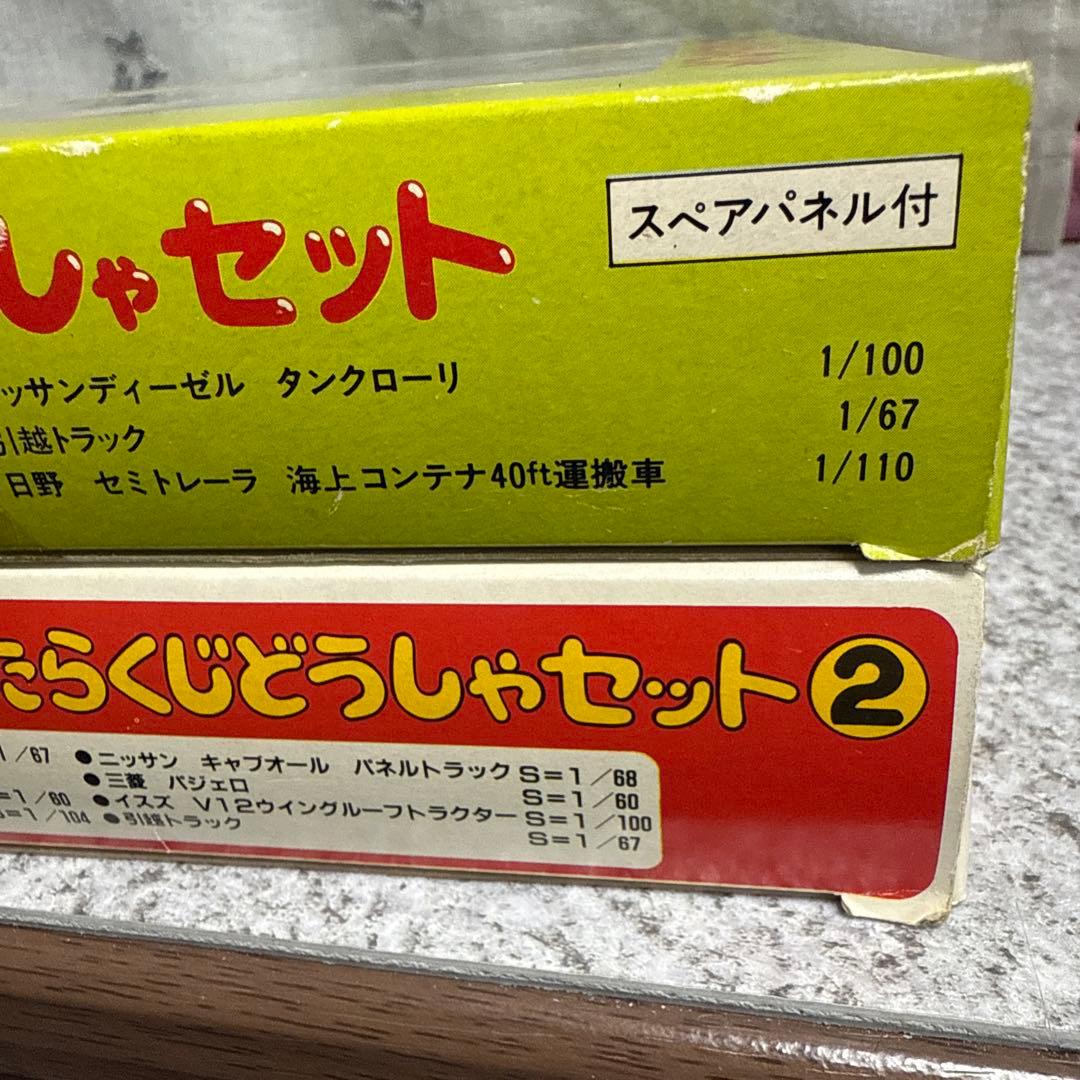 しゃセット
スペアパネル付
ッサンディーゼル タンクローリ 1/100
引越トラック 1/67
日野 セミトレーラ 海上コンテナ40ft運搬車 1/110
たらくじどうしゃセット②
1/67 ●ニッサン キャブオール パネルトラック S=1/68
●三菱 パジェロ S=1/60
=1/60 ●イスズ V12ウイングルーフトラクター S=1/100
S=1/104 ●引越トラック S=1/67